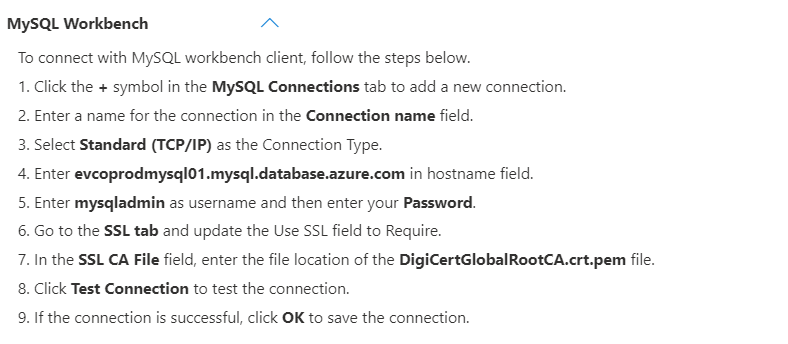 MySQL Workbench
To connect with MySQL workbench client, follow the steps below.
1. Click the + symbol in the MySQL Connections tab to add a new connection.
2. Enter a name for the connection in the Connection name field.
3. Select Standard (TCP/IP) as the Connection Type.
4. Enter evcoprodmysql01.mysql.database.azure.com in hostname field.
5. Enter mysqladmin as username and then enter your Password.
6. Go to the SSL tab and update the Use SSL field to Require.
7. In the SSL CA File field, enter the file location of the DigiCertGlobalRootCA.crt.pem file.
8. Click Test Connection to test the connection.
9. If the connection is successful, click OK to save the connection.